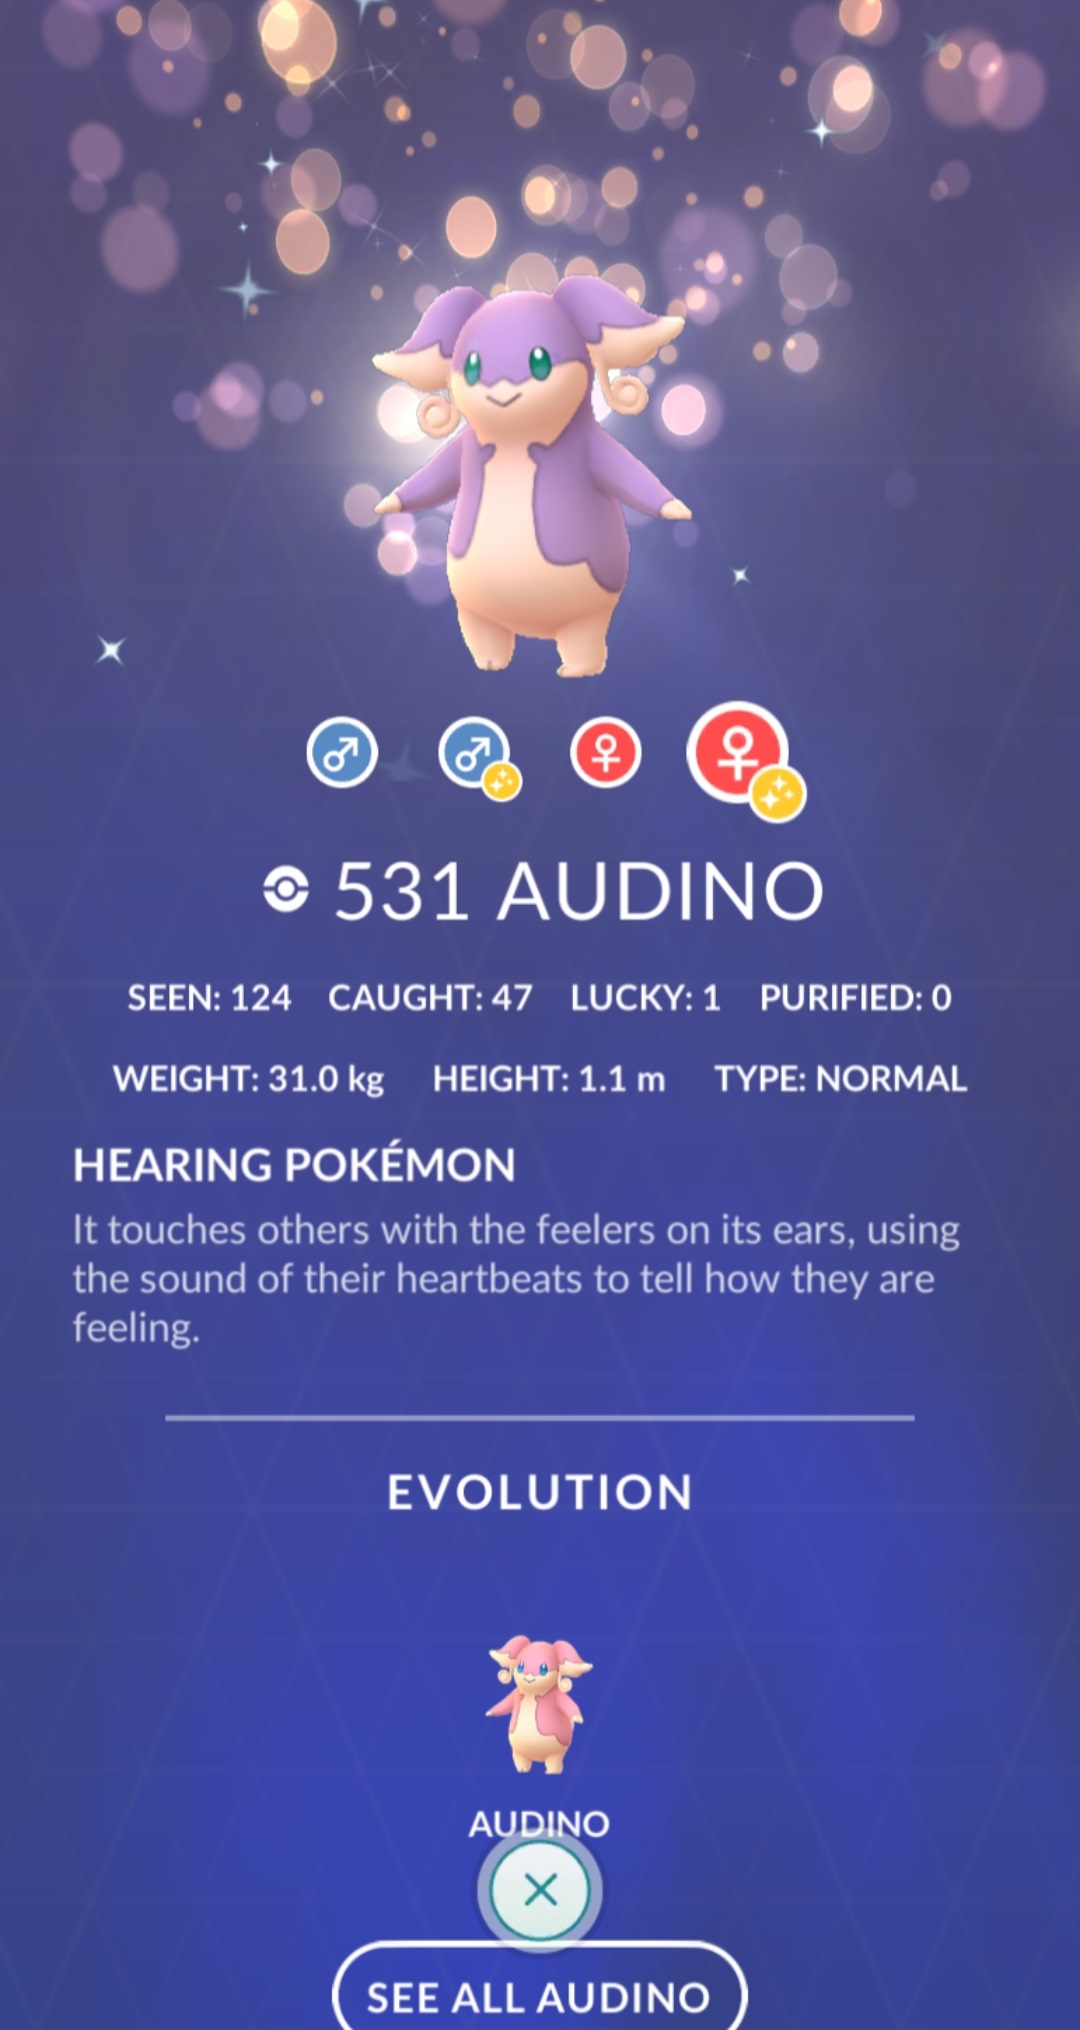 531 AUDINO
SEEN: 124 CAUGHT: 47 LUCKY: 1 PURIFIED: 0
WEIGHT: 31.0 kg HEIGHT: 1.1 m TYPE: NORMAL
HEARING POKÉMON
It touches others with the feelers on its ears, using
the sound of their heartbeats to tell how they are
feeling.
EVOLUTION
AUDINO
SEE ALL AUDINO